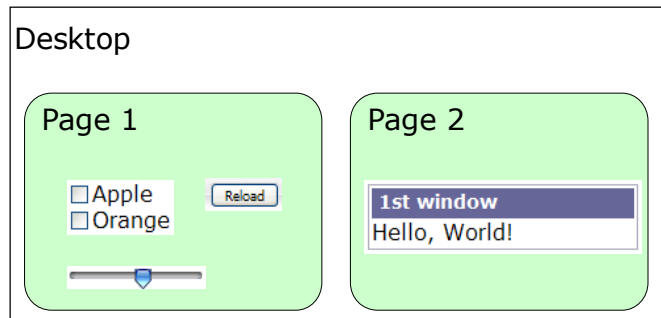 Desktop
Page 1
Apple
Orange
Reload
Page 2
1st window
Hello, World!